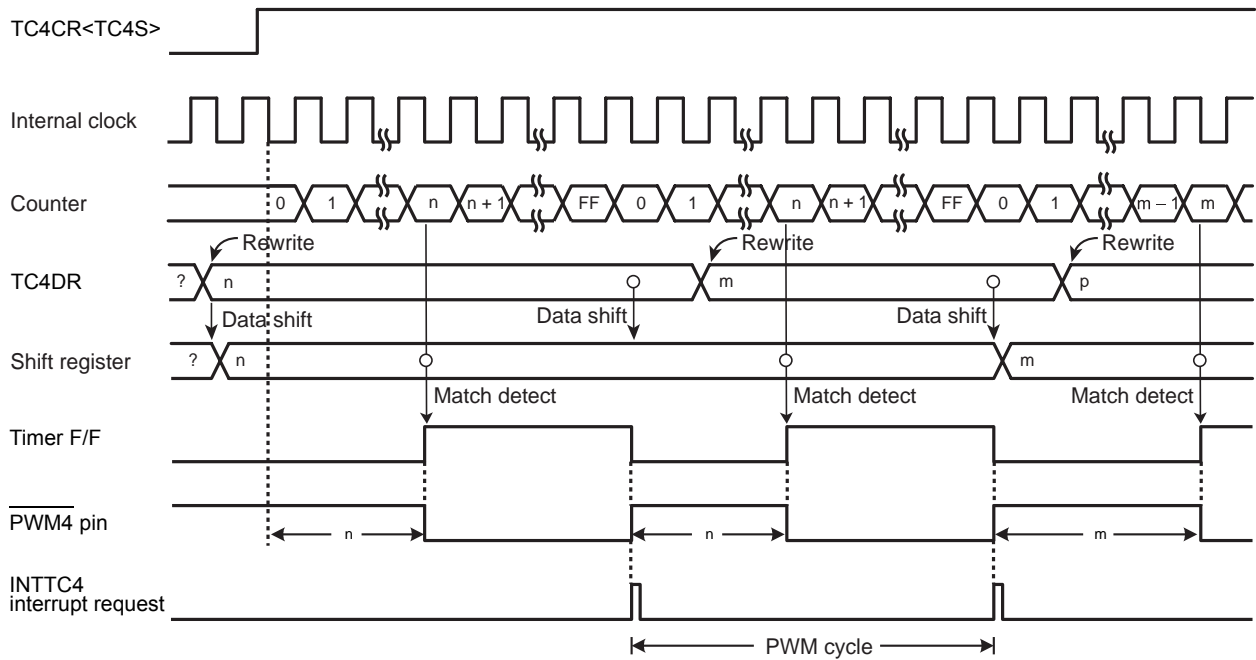 TC4CR<TC4S>
Internal clock
Counter
0 1 n n + 1 FF 0 1 n n + 1 FF 0 1 m – 1 m
Rewrite Rewrite Rewrite
TC4DR
? n m p
Data shift Data shift Data shift
Shift register
? n m
Match detect Match detect Match detect
Timer F/F
PWM4 pin
n n m
INTTC4
interrupt request
PWM cycle